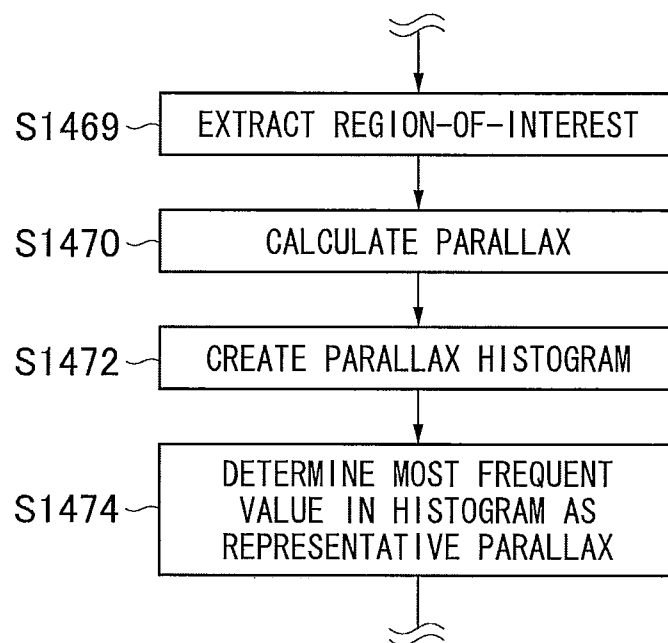 S1469 EXTRACT REGION-OF-INTEREST
S1470 CALCULATE PARALLAX
S1472 CREATE PARALLAX HISTOGRAM
S1474 DETERMINE MOST FREQUENT
VALUE IN HISTOGRAM AS
REPRESENTATIVE PARALLAX